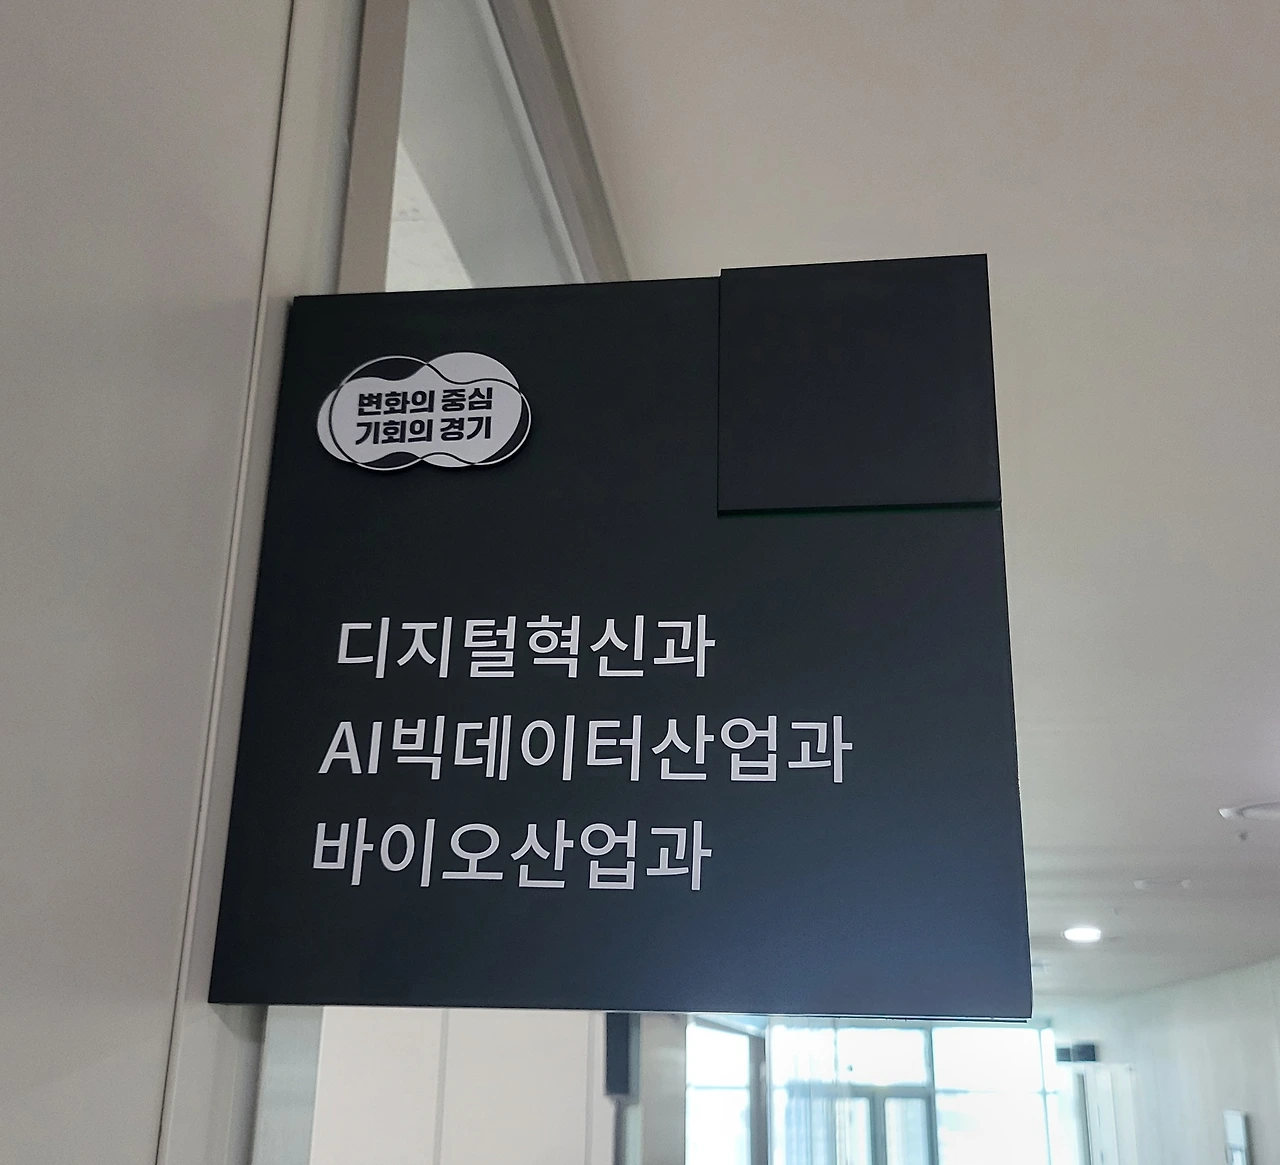 변화의 중심
기회의 경기
디지털혁신과
AI빅데이터산업과
바이오산업과